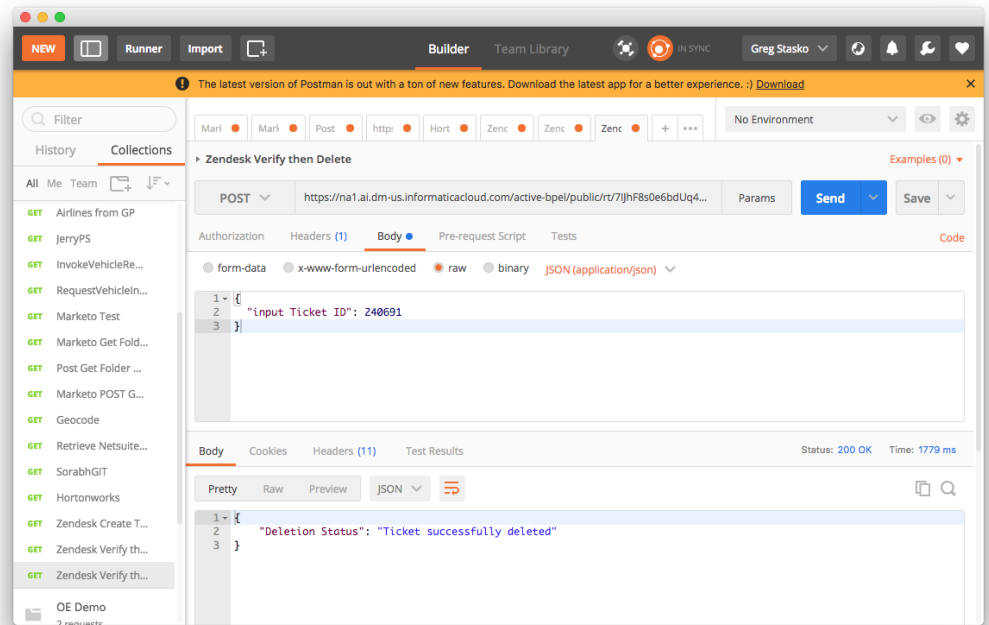 NEW Runner Import Builder Team Library IN SYNC Greg Stasko
The latest version of Postman is out with a ton of new features. Download the latest app for a better experience. :) Download
Filter
History Collections
All Me Team
GET Airlines from GP
GET JerryPS
GET InvokeVehicleRe...
GET RequestVehicleIn...
GET Marketo Test
GET Marketo Get Fold...
GET Post Get Folder ...
GET Marketo POST G...
GET Geocode
GET Retrieve Netsuite...
GET SorabhGIT
GET Hortonworks
GET Zendesk Create T...
GET Zendesk Verify th...
GET Zendesk Verify th...
OE Demo
2 requests
Marl Mark Post http: Hort Zenc Zenc Zenc + ••• No Environment
Zendesk Verify then Delete Examples (0)
POST https://na1.ai.dm-us.informaticacloud.com/active-bpel/public/rt/7IJhF8s0e6bdUq4... Params Send Save
Authorization Headers (1) Body Pre-request Script Tests Code
form-data x-www-form-urlencoded raw binary JSON (application/json)
1 {
2 "input Ticket ID": 240691
3 }
Body Cookies Headers (11) Test Results Status: 200 OK Time: 1779 ms
Pretty Raw Preview JSON
1 {
2 "Deletion Status": "Ticket successfully deleted"
3 }